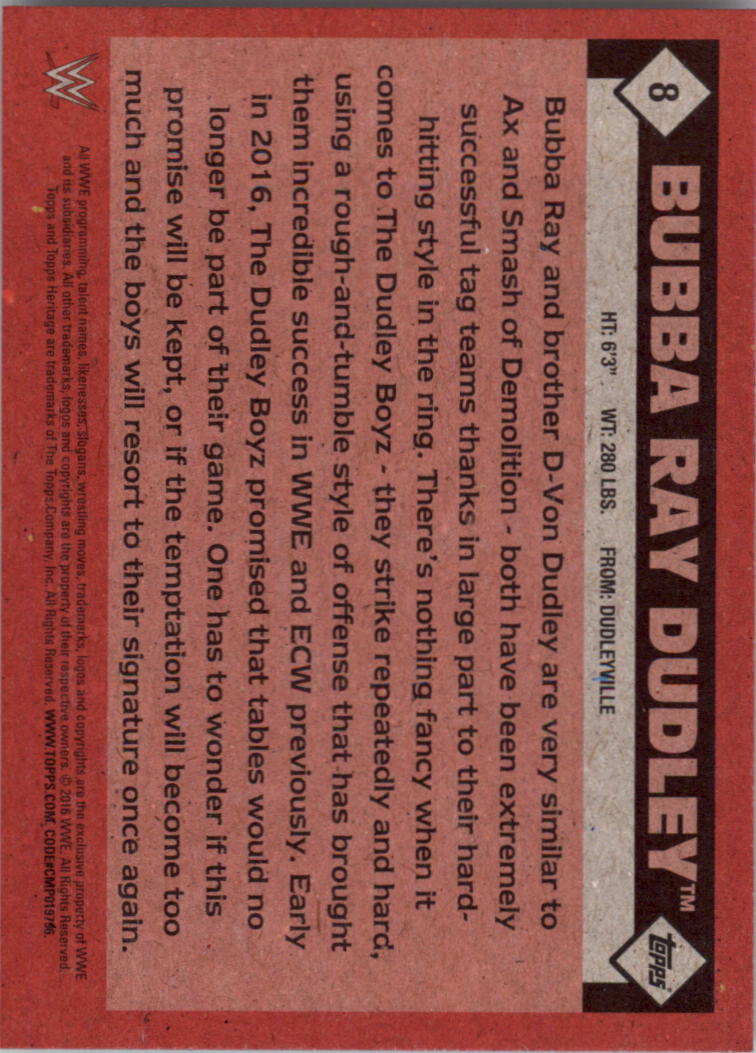 8
BUBBA RAY DUDLEY™
topps®
HT: 6'3" WT: 280 LBS. FROM: DUDLEYVILLE
Bubba Ray and brother D-Von Dudley are very similar to
Ax and Smash of Demolition - both have been extremely
successful tag teams thanks in large part to their hard-
hitting style in the ring. There's nothing fancy when it
comes to The Dudley Boyz - they strike repeatedly and hard,
using a rough-and-tumble style of offense that has brought
them incredible success in WWE and ECW previously. Early
in 2016, The Dudley Boyz promised that tables would no
longer be part of their game. One has to wonder if this
promise will be kept, or if the temptation will become too
much and the boys will resort to their signature once again.
W
All WWE programming, talent names, likenesses, slogans, wrestling moves, trademarks, logos and copyrights are the exclusive property of WWE
and its subsidiaries. All other trademarks, logos and copyrights are the property of their respective owners. © 2016 WWE. All Rights Reserved.
Topps and Topps Heritage are trademarks of The Topps Company, Inc. All Rights Reserved. WWW.TOPPS.COM. CODE#CMP019796.